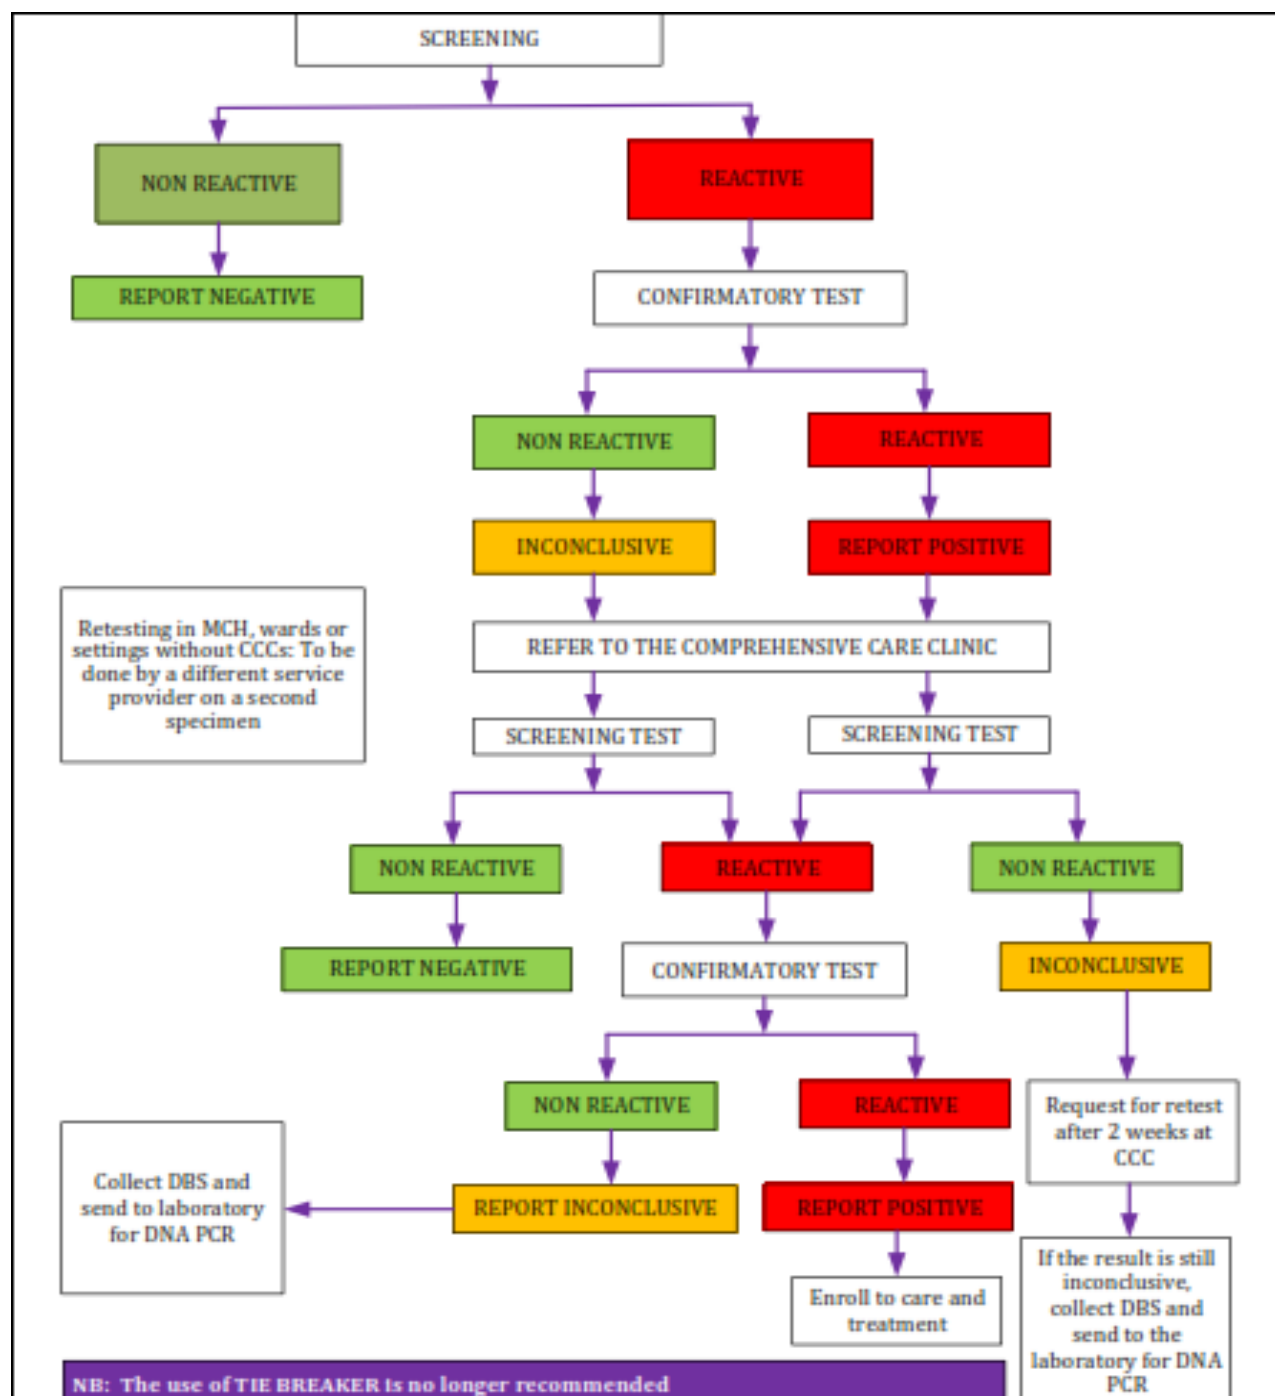 SCREENING
NON REACTIVE
REACTIVE
REPORT NEGATIVE
CONFIRMATORY TEST
NON REACTIVE
REACTIVE
INCONCLUSIVE
REPORT POSITIVE
Retesting in MCH, wards or
settings without CCCs: To be
done by a different service
provider on a second
specimen
REFER TO THE COMPREHENSIVE CARE CLINIC
SCREENING TEST
SCREENING TEST
NON REACTIVE
REACTIVE
NON REACTIVE
REPORT NEGATIVE
CONFIRMATORY TEST
INCONCLUSIVE
NON REACTIVE
REACTIVE
Request for retest
after 2 weeks at
CCC
Collect DBS and
send to laboratory
for DNA PCR
REPORT INCONCLUSIVE
REPORT POSITIVE
Enroll to care and
treatment
If the result is still
inconclusive,
collect DBS and
send to the
laboratory for DNA
PCR
NB: The use of TIE BREAKER is no longer recommended